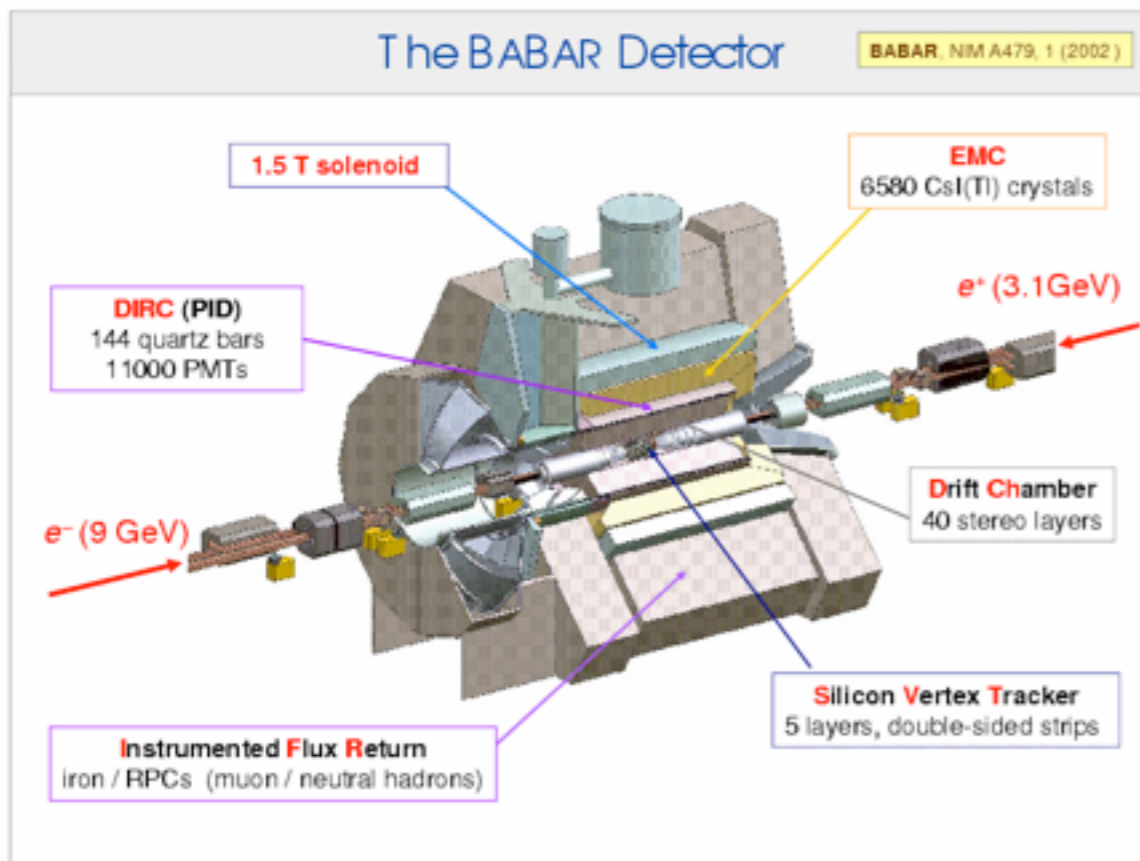 The BABAR Detector
BABAR, NIM A479, 1 (2002)
1.5 T solenoid
EMC
6580 CsI(Tl) crystals
e⁺ (3.1GeV)
DIRC (PID)
144 quartz bars
11000 PMTs
Drift Chamber
40 stereo layers
e⁻ (9 GeV)
Silicon Vertex Tracker
5 layers, double-sided strips
Instrumented Flux Return
iron / RPCs (muon / neutral hadrons)